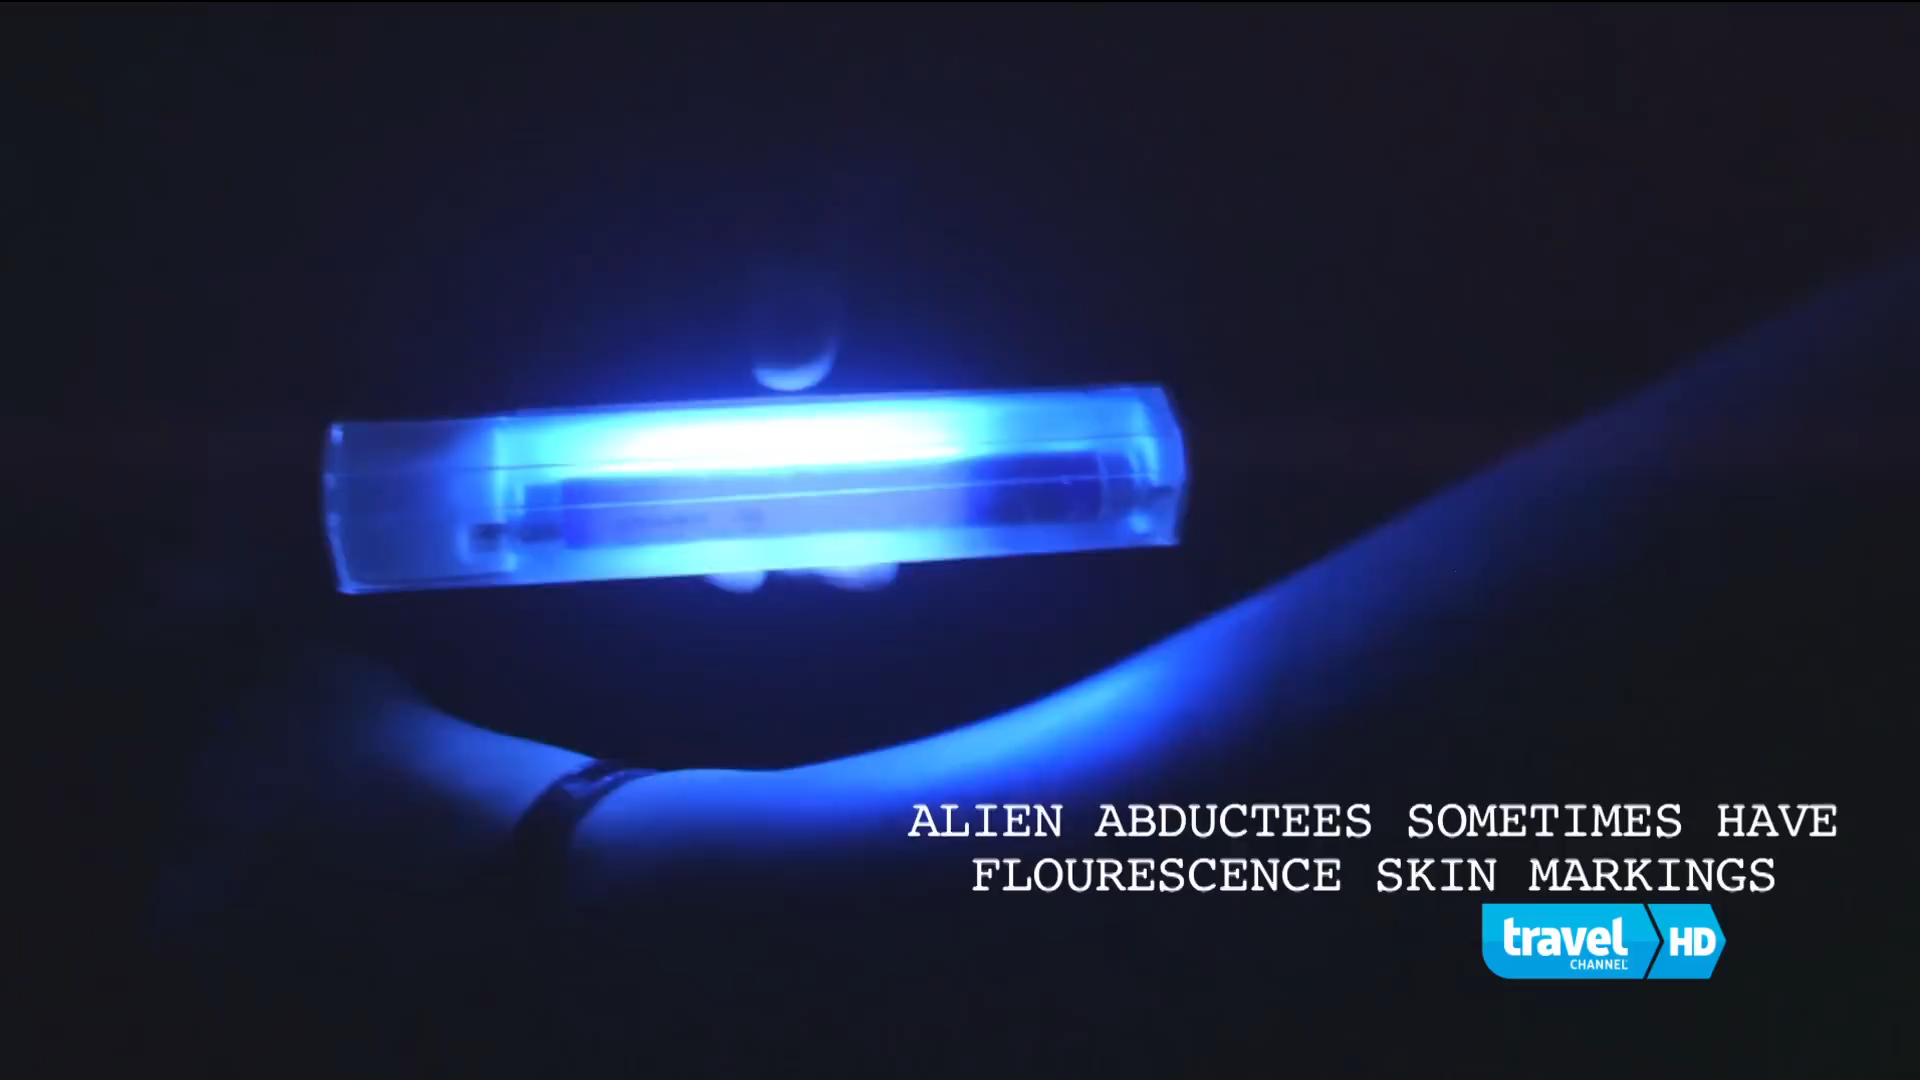 ALIEN ABDUCTEES SOMETIMES HAVE
FLOURESCENCE SKIN MARKINGS
travel HD
CHANNEL